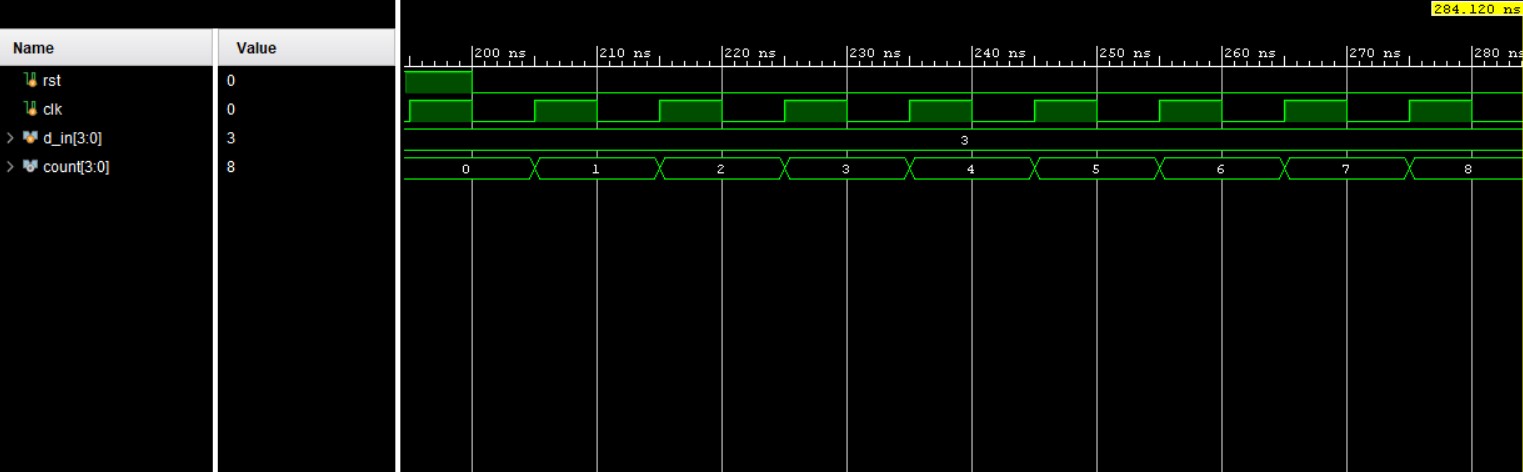 284.120 ns
Name Value
200 ns 210 ns 220 ns 230 ns 240 ns 250 ns 260 ns 270 ns 280 ns
rst 0
clk 0
d_in[3:0] 3 3
count[3:0] 8 0 1 2 3 4 5 6 7 8